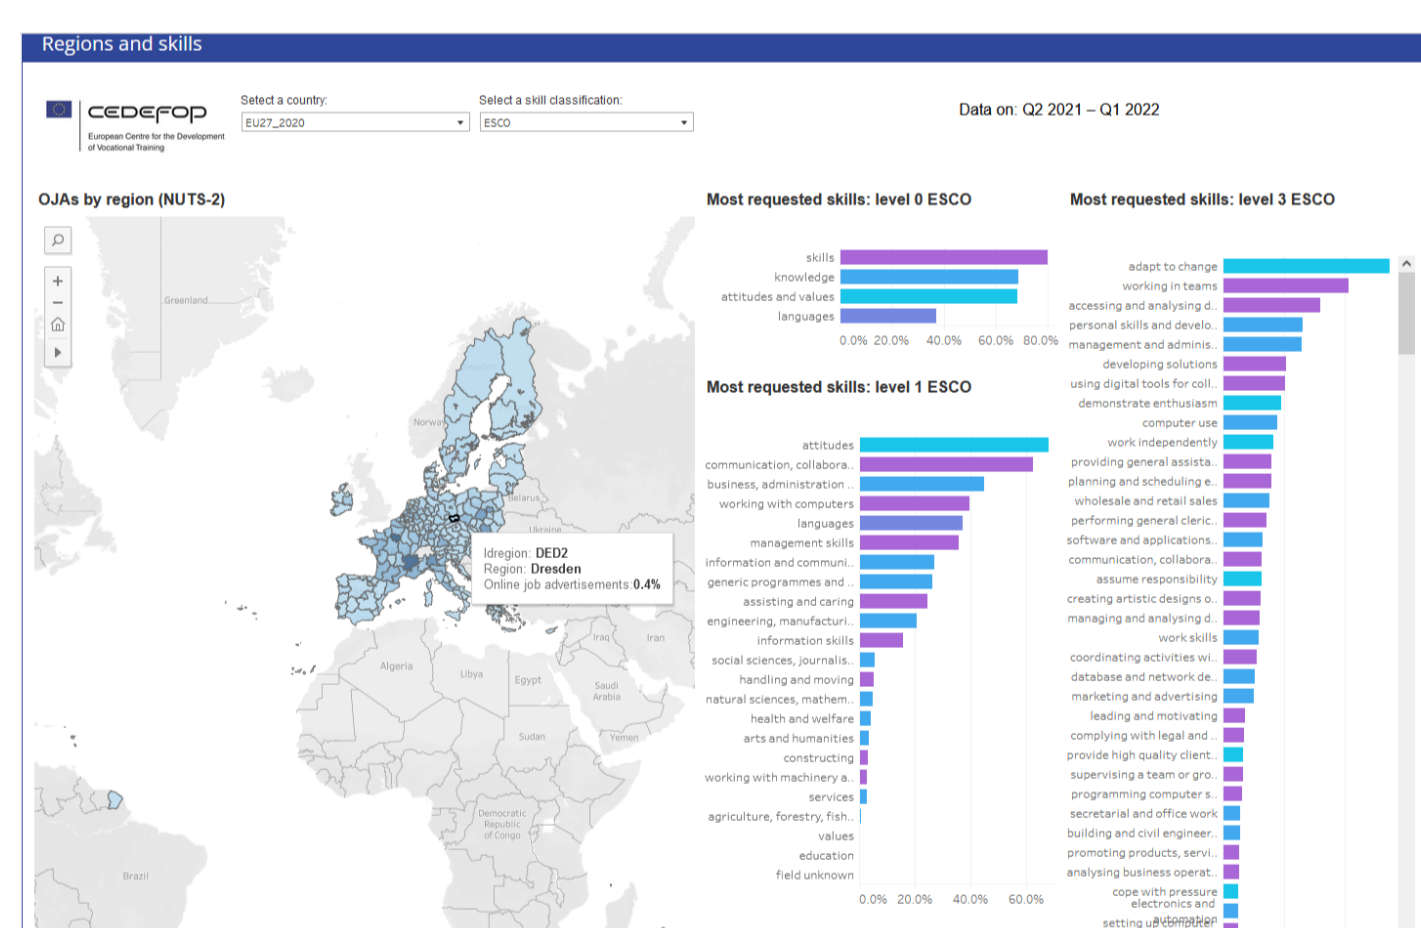 Regions and skills
CEDEFOP
European Centre for the Development
of Vocational Training
Select a country:
EU27_2020
Select a skill classification:
ESCO
Data on: Q2 2021 – Q1 2022
OJAs by region (NUTS-2)
Greenland
Norway
Belarus
Ukraine
Idregion: DED2
Region: Dresden
Online job advertisements:0.4%
Iraq
Iran
Algeria
Libya
Egypt
Saudi
Arabia
Sudan
Yemen
Democratic
Republic
of Congo
Brazil
Most requested skills: level 0 ESCO
skills
knowledge
attitudes and values
languages
0.0% 20.0% 40.0% 60.0% 80.0%
Most requested skills: level 1 ESCO
attitudes
communication, collabora..
business, administration ..
working with computers
languages
management skills
information and communi..
generic programmes and ..
assisting and caring
engineering, manufacturi..
information skills
social sciences, journalis..
handling and moving
natural sciences, mathem..
health and welfare
arts and humanities
constructing
working with machinery a..
services
agriculture, forestry, fish..
values
education
field unknown
0.0% 20.0% 40.0% 60.0%
Most requested skills: level 3 ESCO
adapt to change
working in teams
accessing and analysing d..
personal skills and develo..
management and adminis..
developing solutions
using digital tools for coll..
demonstrate enthusiasm
computer use
work independently
providing general assista..
planning and scheduling e..
wholesale and retail sales
performing general cleric..
software and applications..
communication, collabora..
assume responsibility
creating artistic designs o..
managing and analysing d..
work skills
coordinating activities wi..
database and network de..
marketing and advertising
leading and motivating
complying with legal and ..
provide high quality client..
supervising a team or gro..
programming computer s..
secretarial and office work
building and civil engineer..
promoting products, servi..
analysing business operat..
cope with pressure
electronics and
automation
setting up computer